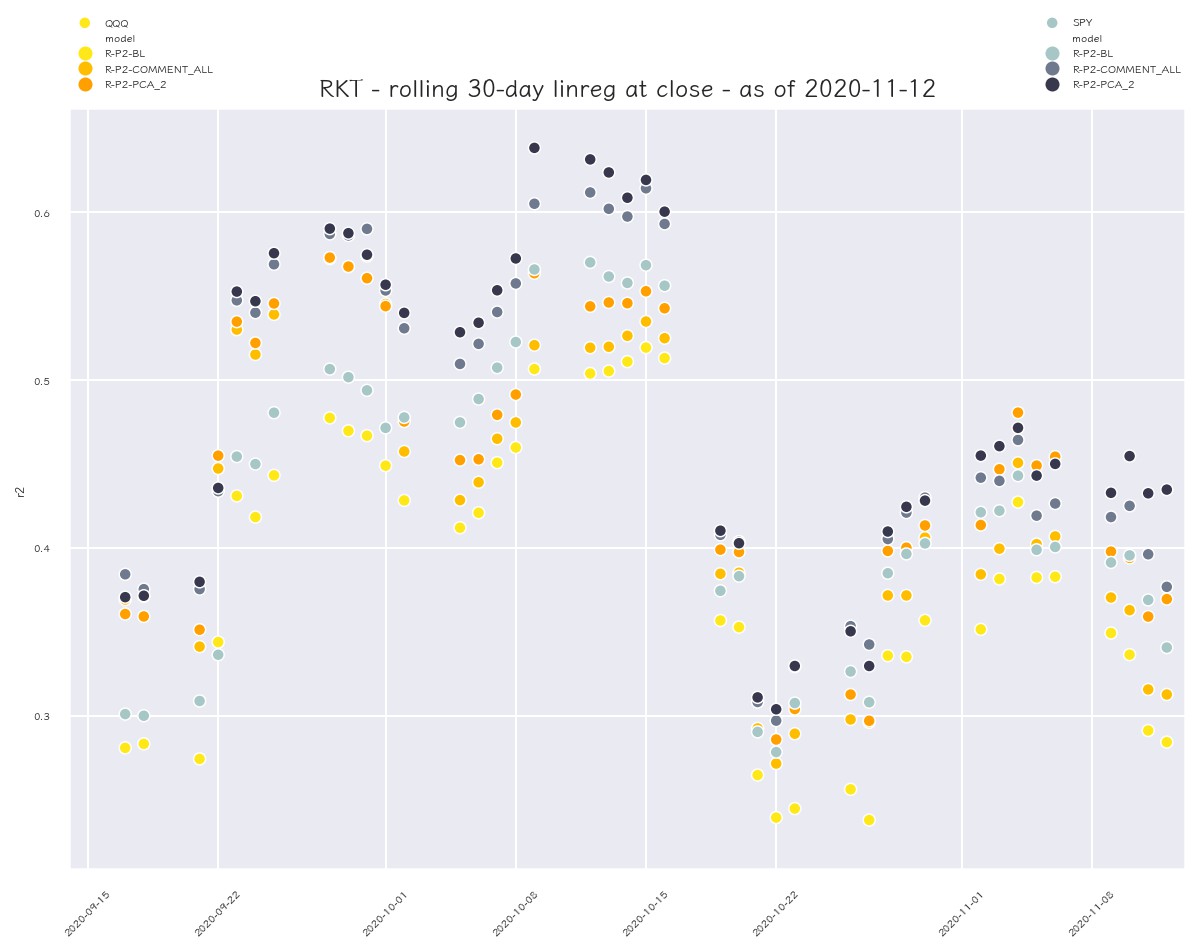 QQQ
model
R-P2-BL
R-P2-COMMENT_ALL
R-P2-PCA_2
SPY
model
R-P2-BL
R-P2-COMMENT_ALL
R-P2-PCA_2
RKT - rolling 30-day linreg at close - as of 2020-11-12
r2
0.6
0.5
0.4
0.3
2020-09-15
2020-09-22
2020-10-01
2020-10-08
2020-10-15
2020-10-22
2020-11-01
2020-11-08